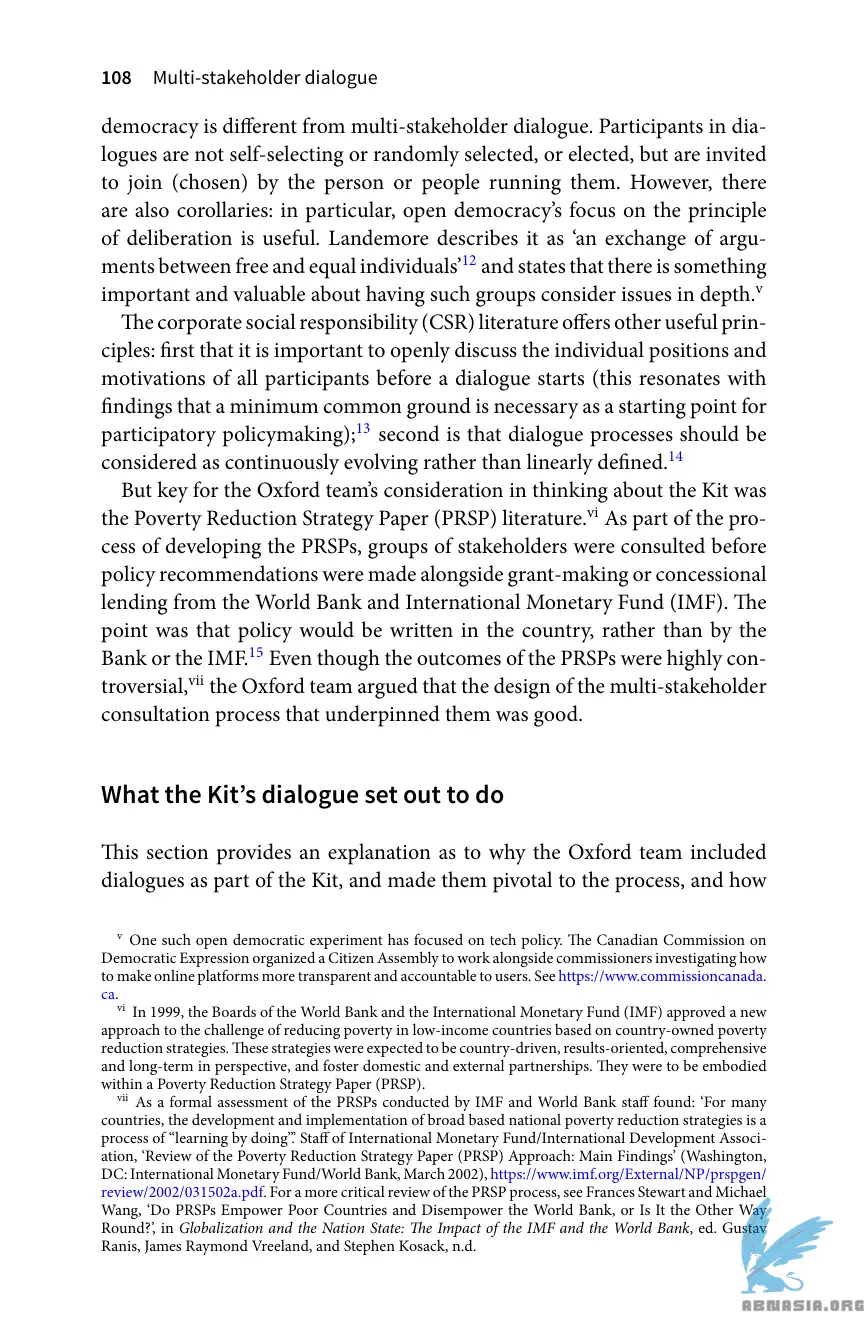 108 Multi-stakeholder dialogue
democracy is different from multi-stakeholder dialogue. Participants in dia-
logues are not self-selecting or randomly selected, or elected, but are invited
to join (chosen) by the person or people running them. However, there
are also corollaries: in particular, open democracy’s focus on the principle
of deliberation is useful. Landemore describes it as ‘an exchange of argu-
ments between free and equal individuals’12 and states that there is something
important and valuable about having such groups consider issues in depth.v
The corporate social responsibility (CSR) literature offers other useful prin-
ciples: first that it is important to openly discuss the individual positions and
motivations of all participants before a dialogue starts (this resonates with
findings that a minimum common ground is necessary as a starting point for
participatory policymaking);13 second is that dialogue processes should be
considered as continuously evolving rather than linearly defined.14
But key for the Oxford team’s consideration in thinking about the Kit was
the Poverty Reduction Strategy Paper (PRSP) literature.vi As part of the pro-
cess of developing the PRSPs, groups of stakeholders were consulted before
policy recommendations were made alongside grant-making or concessional
lending from the World Bank and International Monetary Fund (IMF). The
point was that policy would be written in the country, rather than by the
Bank or the IMF.15 Even though the outcomes of the PRSPs were highly con-
troversial,vii the Oxford team argued that the design of the multi-stakeholder
consultation process that underpinned them was good.
What the Kit’s dialogue set out to do
This section provides an explanation as to why the Oxford team included
dialogues as part of the Kit, and made them pivotal to the process, and how
v One such open democratic experiment has focused on tech policy. The Canadian Commission on
Democratic Expression organized a Citizen Assembly to work alongside commissioners investigating how
to make online platforms more transparent and accountable to users. See https://www.commissioncanada.
ca.
vi In 1999, the Boards of the World Bank and the International Monetary Fund (IMF) approved a new
approach to the challenge of reducing poverty in low-income countries based on country-owned poverty
reduction strategies. These strategies were expected to be country-driven, results-oriented, comprehensive
and long-term in perspective, and foster domestic and external partnerships. They were to be embodied
within a Poverty Reduction Strategy Paper (PRSP).
vii As a formal assessment of the PRSPs conducted by IMF and World Bank staff found: ‘For many
countries, the development and implementation of broad based national poverty reduction strategies is a
process of “learning by doing”.’ Staff of International Monetary Fund/International Development Associ-
ation, ‘Review of the Poverty Reduction Strategy Paper (PRSP) Approach: Main Findings’ (Washington,
DC: International Monetary Fund/World Bank, March 2002), https://www.imf.org/External/NP/prspgen/
review/2002/031502a.pdf. For a more critical review of the PRSP process, see Frances Stewart and Michael
Wang, ‘Do PRSPs Empower Poor Countries and Disempower the World Bank, or Is It the Other Way
Round?’, in Globalization and the Nation State: The Impact of the IMF and the World Bank, ed. Gustav
Ranis, James Raymond Vreeland, and Stephen Kosack, n.d.
ABNASIA.ORG